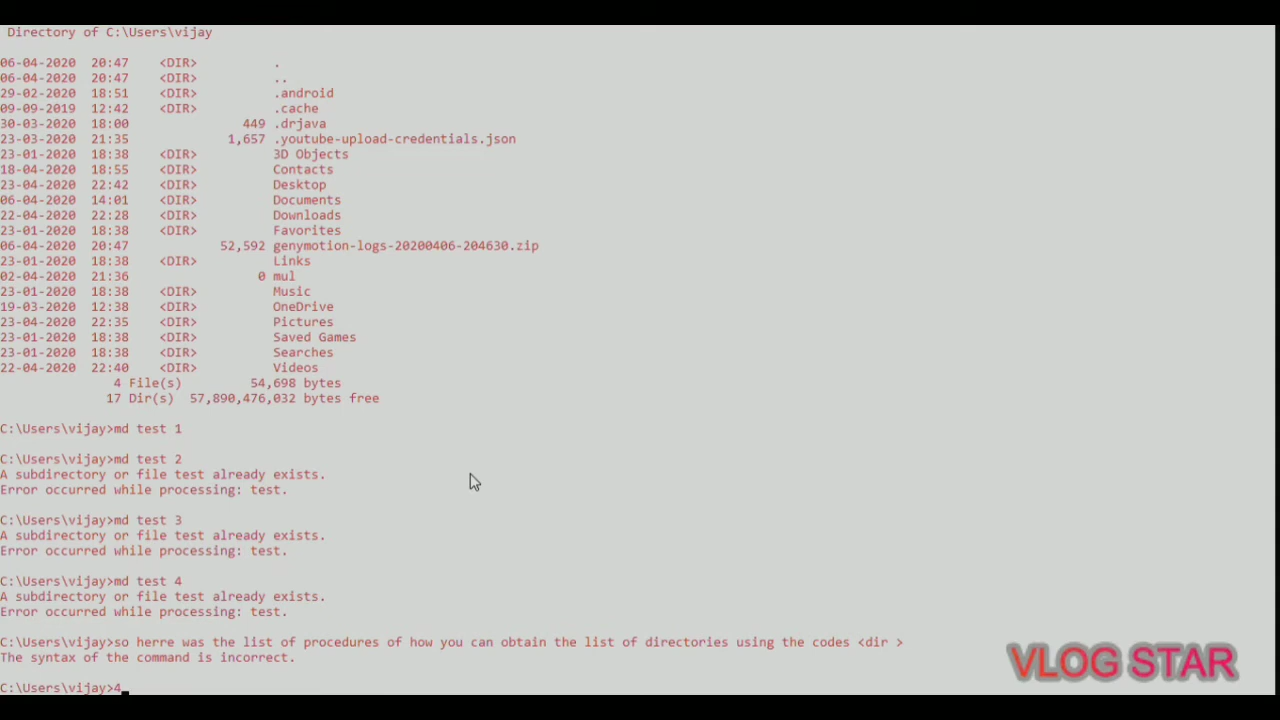 Directory of C:\Users\vijay
06-04-2020 20:47 <DIR> .
06-04-2020 20:47 <DIR> ..
29-02-2020 18:51 <DIR> .android
09-09-2019 12:42 <DIR> .cache
30-03-2020 18:00 449 .drjava
23-03-2020 21:35 1,657 .youtube-upload-credentials.json
23-01-2020 18:38 <DIR> 3D Objects
18-04-2020 18:55 <DIR> Contacts
23-04-2020 22:42 <DIR> Desktop
06-04-2020 14:01 <DIR> Documents
22-04-2020 22:28 <DIR> Downloads
23-01-2020 18:38 <DIR> Favorites
06-04-2020 20:47 52,592 genymotion-logs-20200406-204630.zip
23-01-2020 18:38 <DIR> Links
02-04-2020 21:36 0 mul
23-01-2020 18:38 <DIR> Music
19-03-2020 12:38 <DIR> OneDrive
23-04-2020 22:35 <DIR> Pictures
23-01-2020 18:38 <DIR> Saved Games
23-01-2020 18:38 <DIR> Searches
22-04-2020 22:40 <DIR> Videos
4 File(s) 54,698 bytes
17 Dir(s) 57,890,476,032 bytes free
C:\Users\vijay>md test 1
C:\Users\vijay>md test 2
A subdirectory or file test already exists.
Error occurred while processing: test.
C:\Users\vijay>md test 3
A subdirectory or file test already exists.
Error occurred while processing: test.
C:\Users\vijay>md test 4
A subdirectory or file test already exists.
Error occurred while processing: test.
C:\Users\vijay>so herre was the list of procedures of how you can obtain the list of directories using the codes <dir >
The syntax of the command is incorrect.
C:\Users\vijay>4
VLOG STAR